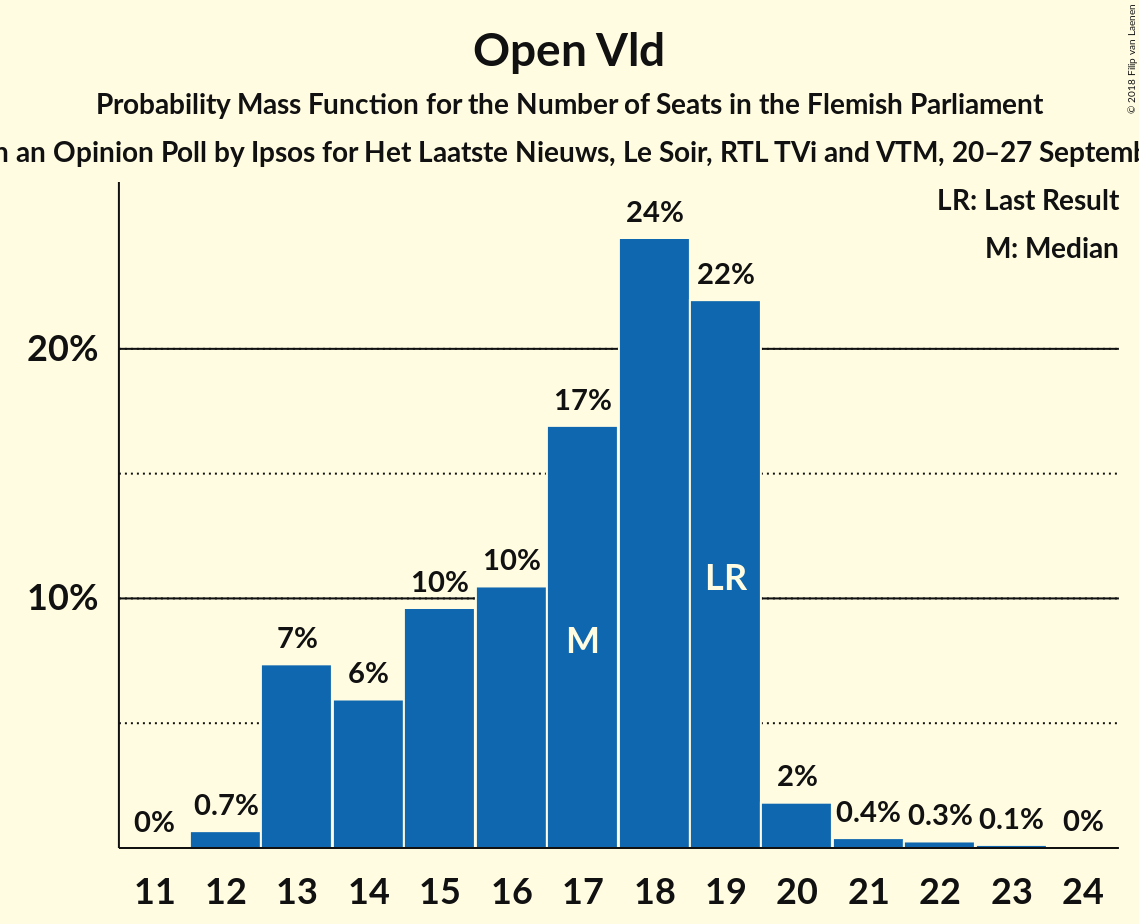 © 2018 Filip van Laenen
Open Vld
Probability Mass Function for the Number of Seats in the Flemish Parliament
an Opinion Poll by Ipsos for Het Laatste Nieuws, Le Soir, RTL TVi and VTM, 20–27
LR: Last Result
M: Median
24%
22%
20%
17%
10%
10%
LR
10%
7%
M
6%
2%
0.7%
0.4%
0.3%
0.1%
0%
0%
11 12 13 14 15 16 17 18 19 20 21 22 23 24